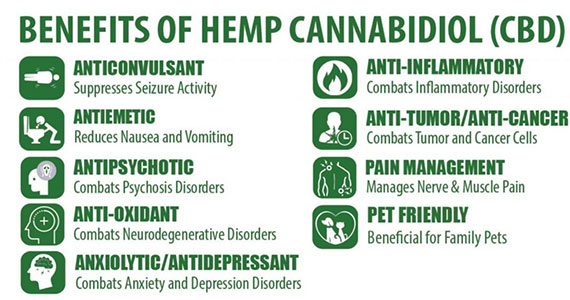 BENEFITS OF HEMP CANNABIDIOL (CBD)
ANTICONVULSANT
Suppresses Seizure Activity
ANTIEMETIC
Reduces Nausea and Vomiting
ANTIPSYCHOTIC
Combats Psychosis Disorders
ANTI-OXIDANT
Combats Neurodegenerative Disorders
ANXIOLYTIC/ANTIDEPRESSANT
Combats Anxiety and Depression Disorders
ANTI-INFLAMMATORY
Combats Inflammatory Disorders
ANTI-TUMOR/ANTI-CANCER
Combats Tumor and Cancer Cells
PAIN MANAGEMENT
Manages Nerve & Muscle Pain
PET FRIENDLY
Beneficial for Family Pets